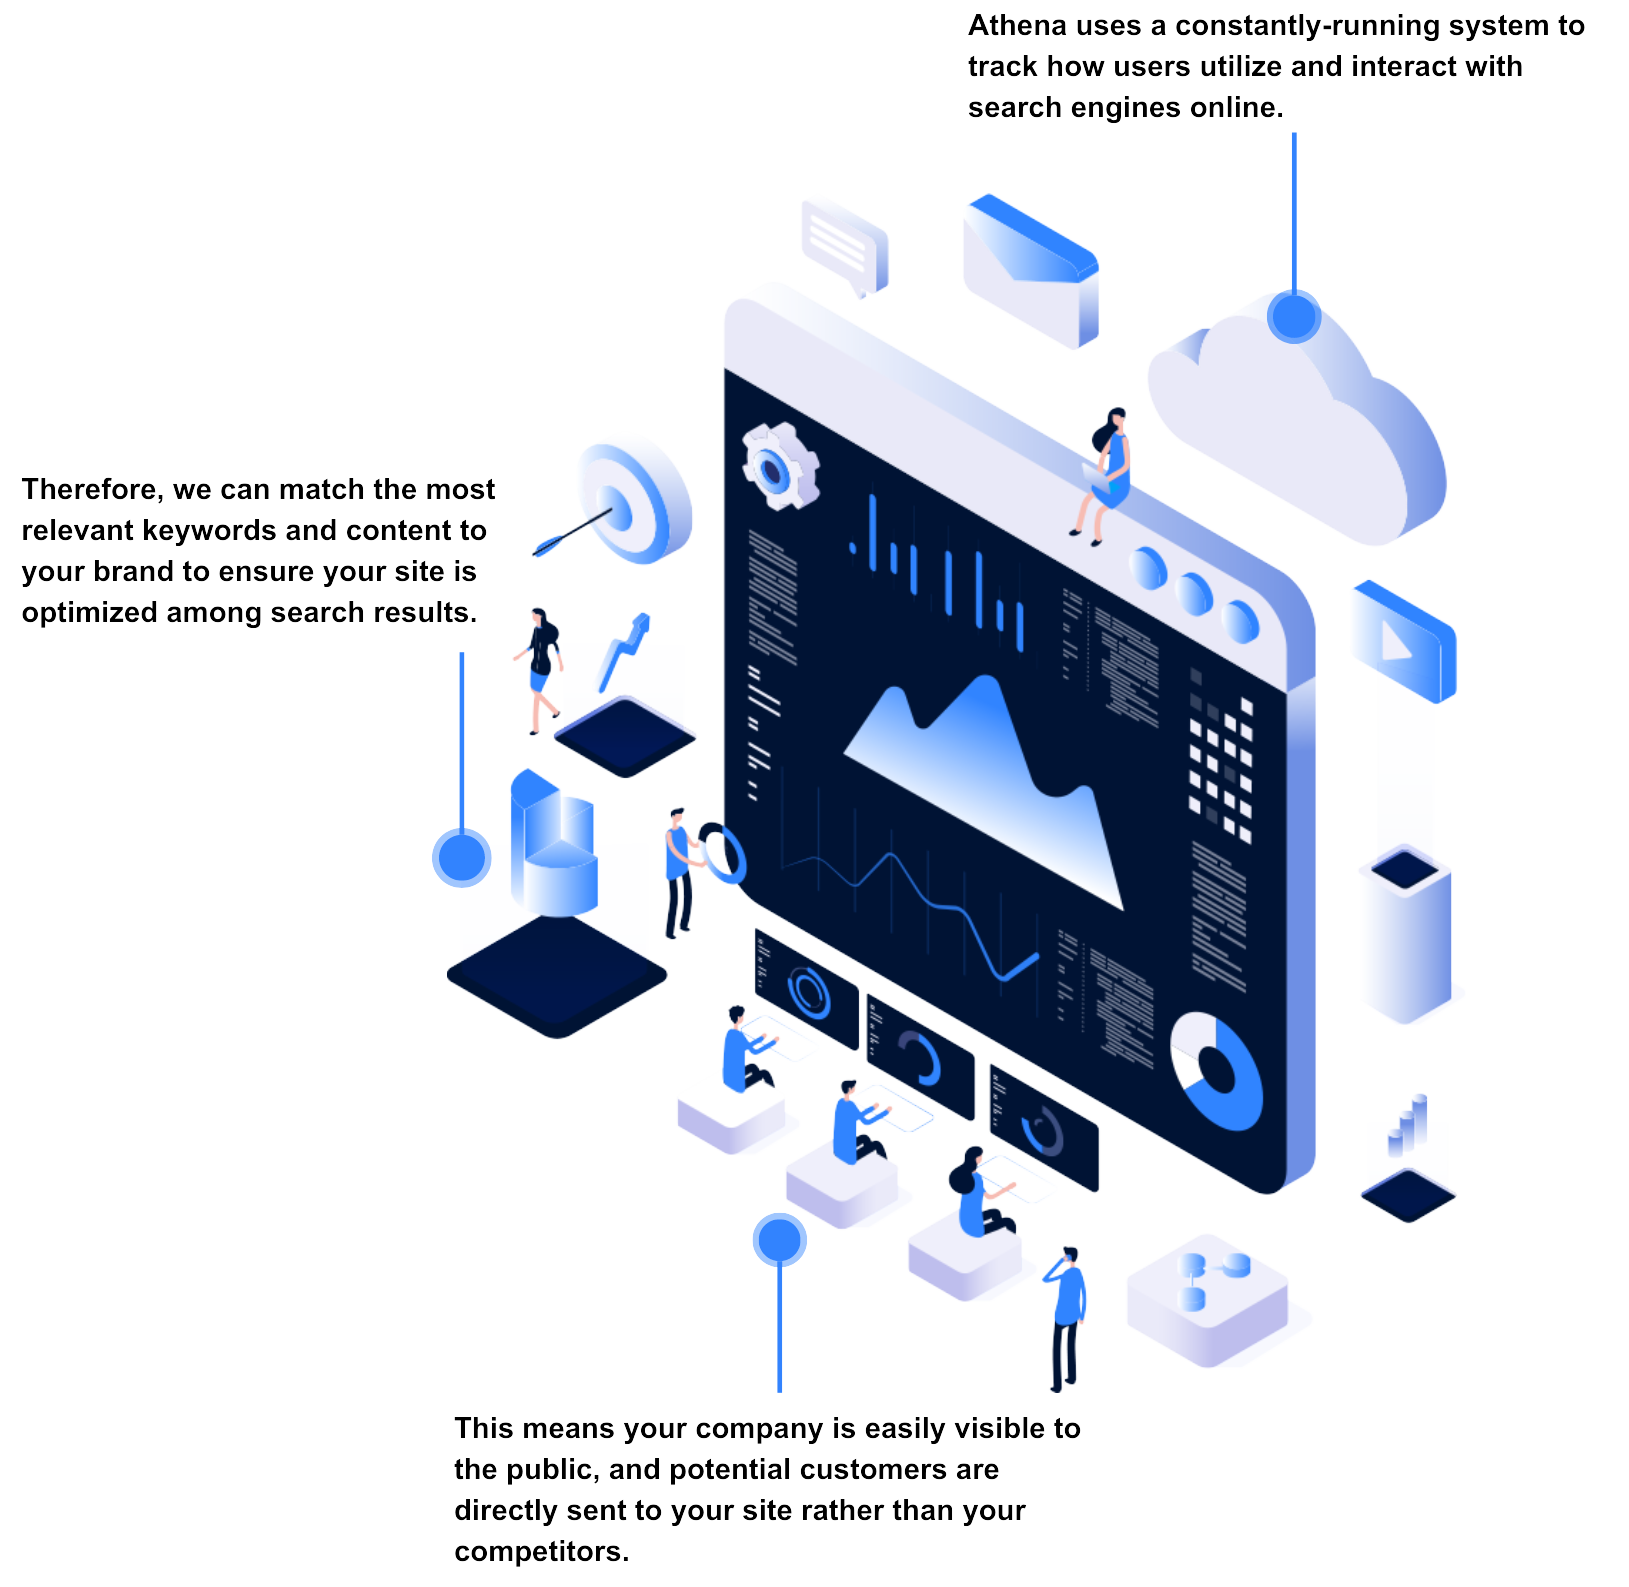 Athena uses a constantly-running system to
track how users utilize and interact with
search engines online.
Therefore, we can match the most
relevant keywords and content to
your brand to ensure your site is
optimized among search results.
This means your company is easily visible to
the public, and potential customers are
directly sent to your site rather than your
competitors.